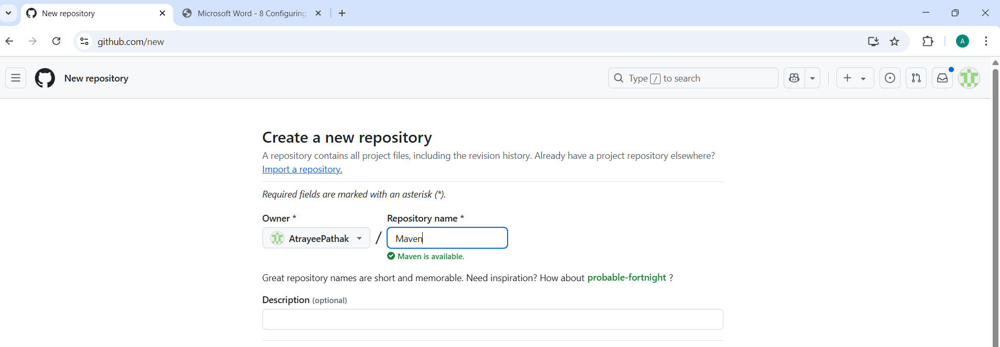 New repository
Microsoft Word - 8 Configuring
github.com/new
A
New repository
Type / to search
Create a new repository
A repository contains all project files, including the revision history. Already have a project repository elsewhere?
Import a repository.
Required fields are marked with an asterisk (*).
Owner *
Repository name *
AtrayeePathak
/
Maven
Maven is available.
Great repository names are short and memorable. Need inspiration? How about probable-fortnight ?
Description (optional)